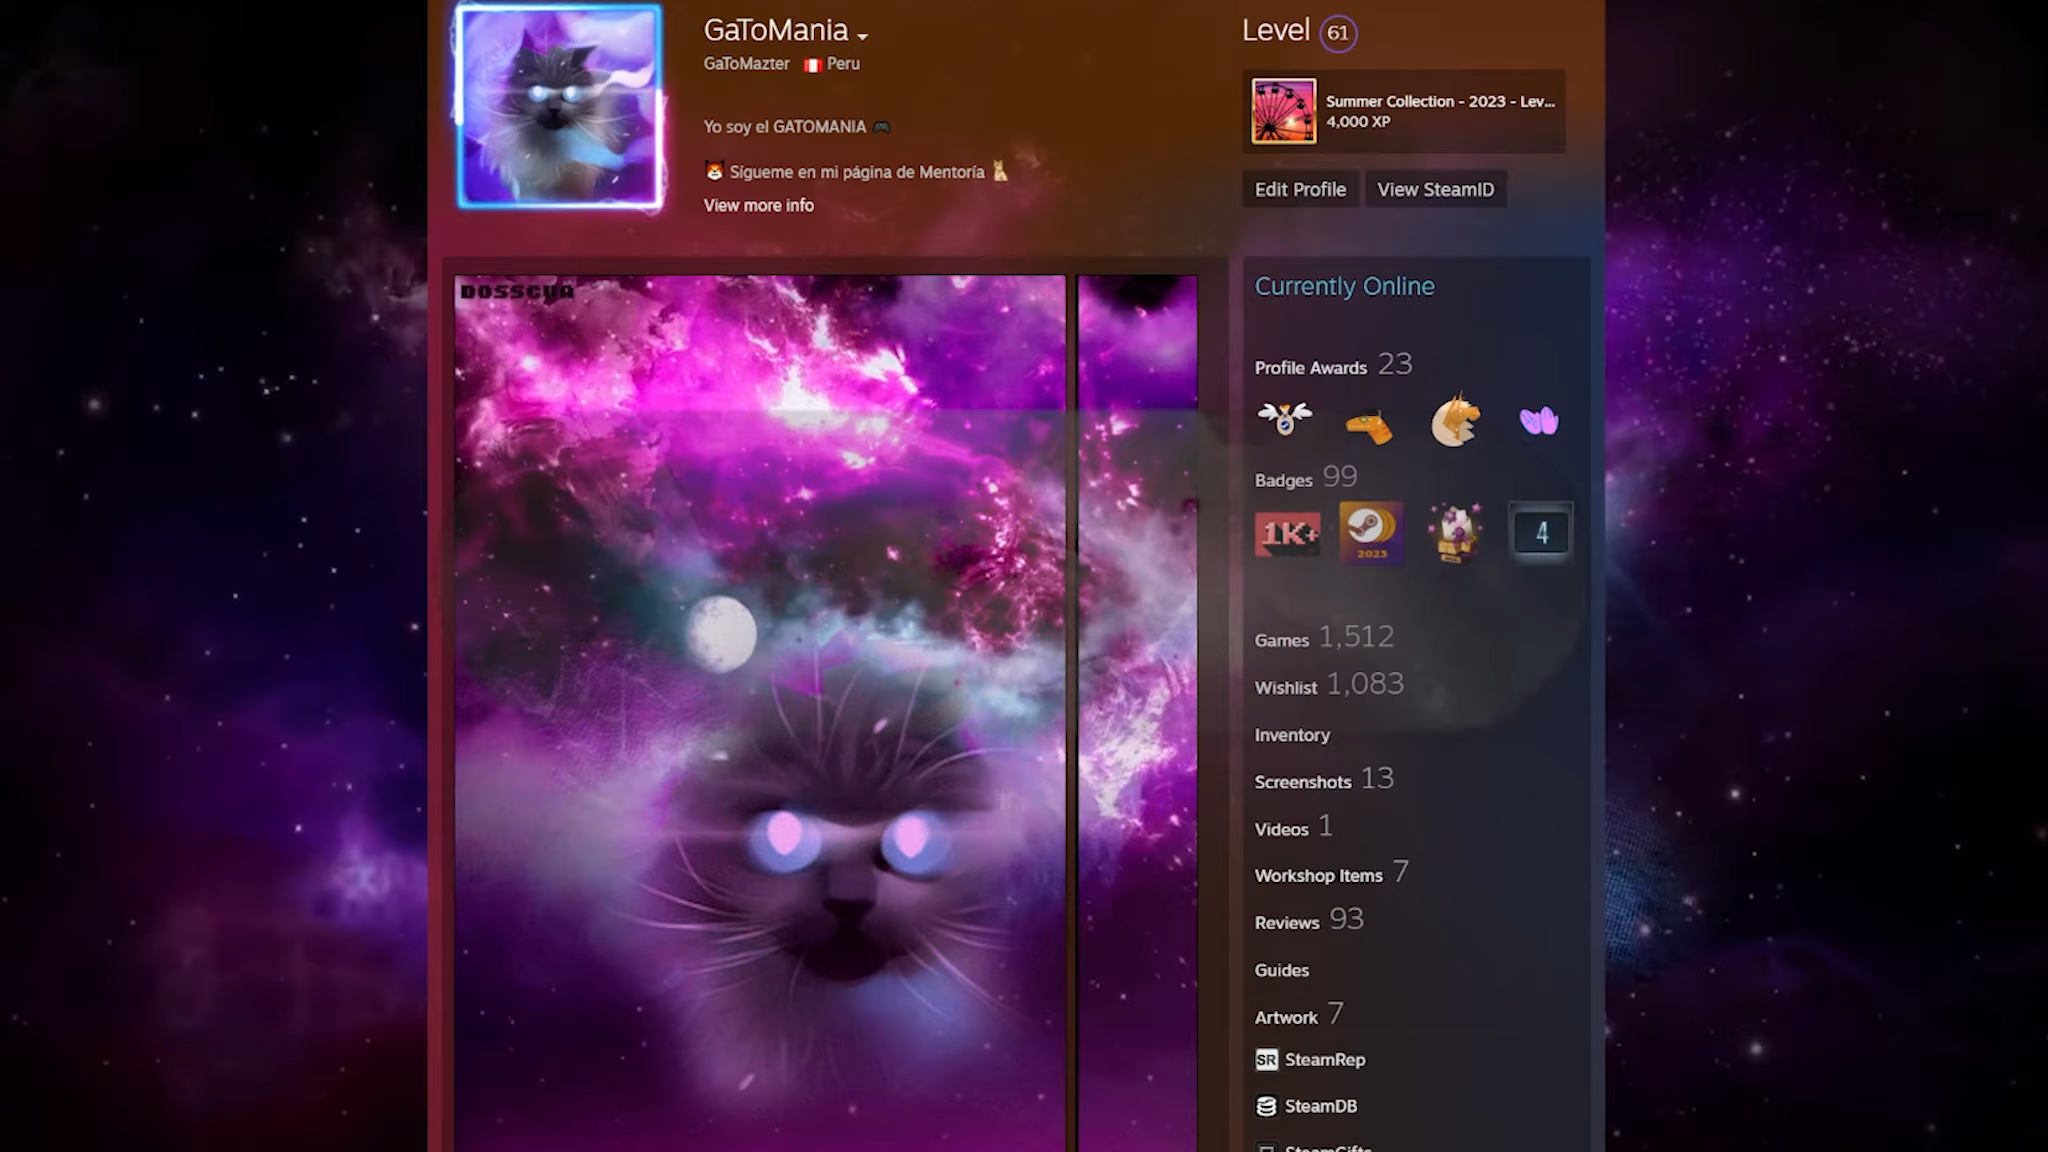 GaToMania
GaToMazter Peru
Yo soy el GATOMANIA
Sígueme en mi página de Mentoría
View more info
Level 61
Summer Collection - 2023 - Lev...
4,000 XP
Edit Profile View SteamID
DOSSGUA
Currently Online
Profile Awards 23
Badges 99
1K+
2023
4
Games 1,512
Wishlist 1,083
Inventory
Screenshots 13
Videos 1
Workshop Items 7
Reviews 93
Guides
Artwork 7
SR SteamRep
SteamDB
SteamGifts